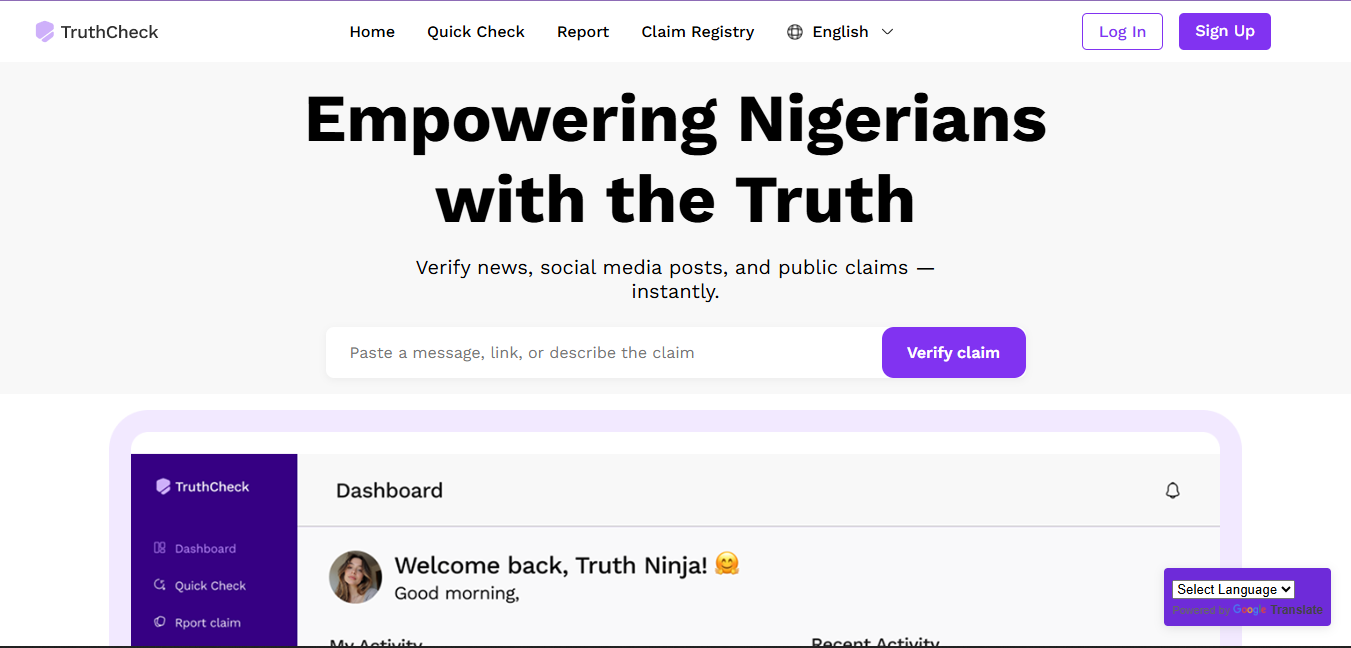 TruthCheck
Home
Quick Check
Report
Claim Registry
English
Log In
Sign Up
Empowering Nigerians
with the Truth
Verify news, social media posts, and public claims —
instantly.
Paste a message, link, or describe the claim
Verify claim
TruthCheck
Dashboard
Dashboard
Quick Check
Rport claim
Welcome back, Truth Ninja! 🤗
Good morning,
My Activity
Recent Activity
Select Language
Powered by Google Translate